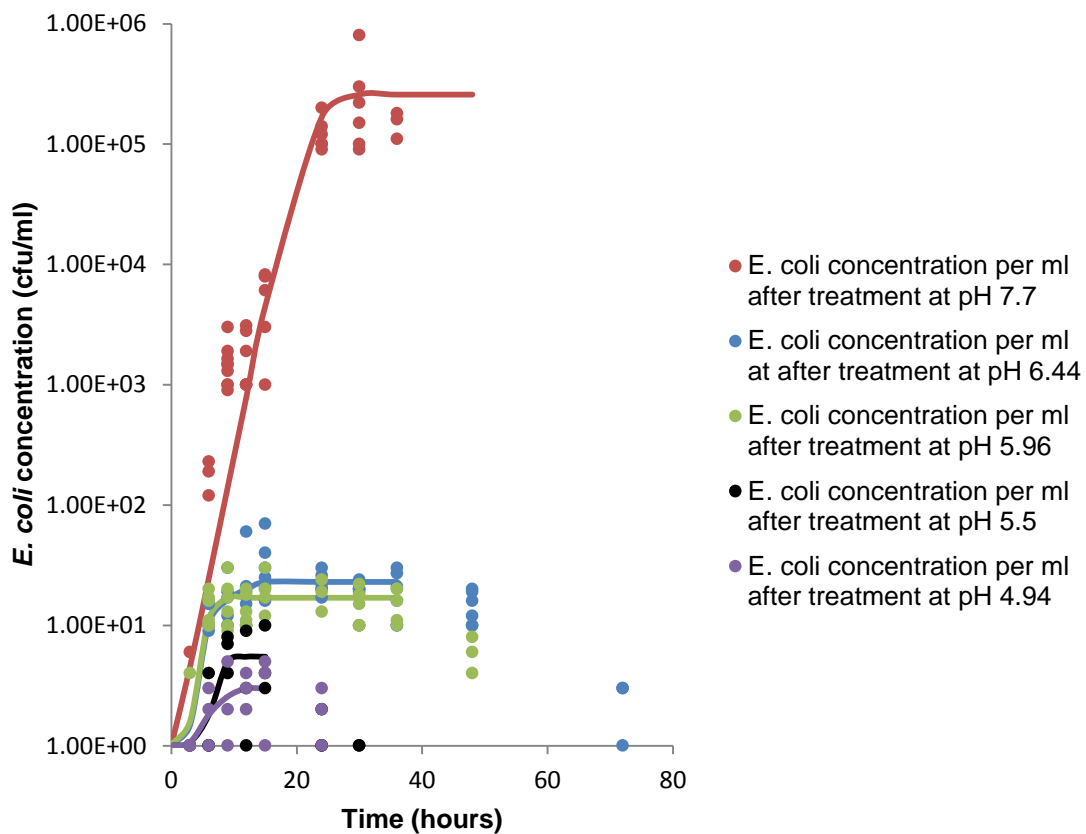 1.00E+06
1.00E+05
1.00E+04
1.00E+03
1.00E+02
1.00E+01
1.00E+00
E. coli concentration (cfu/ml)
0
20
40
60
80
Time (hours)
E. coli concentration per ml
after treatment at pH 7.7
E. coli concentration per ml
at after treatment at pH 6.44
E. coli concentration per ml
after treatment at pH 5.96
E. coli concentration per ml
after treatment at pH 5.5
E. coli concentration per ml
after treatment at pH 4.94